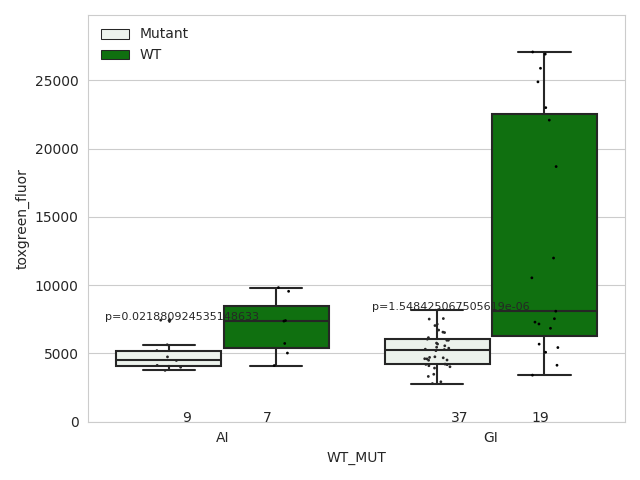 Mutant
WT
25000
20000
15000
10000
5000
0
toxgreen_fluor
p=0.021880924535148633
p=1.548425067505619e-06
9 7 37 19
AI GI
WT_MUT